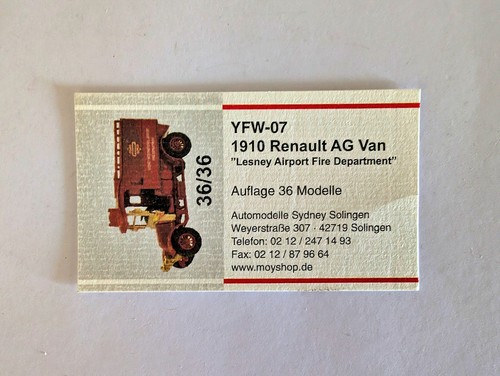 36/36
YFW-07
1910 Renault AG Van
"Lesney Airport Fire Department"
Auflage 36 Modelle
Automodelle Sydney Solingen
Weyerstraße 307 · 42719 Solingen
Telefon: 02 12 / 247 14 93
Fax: 02 12 / 87 96 64
www.moyshop.de